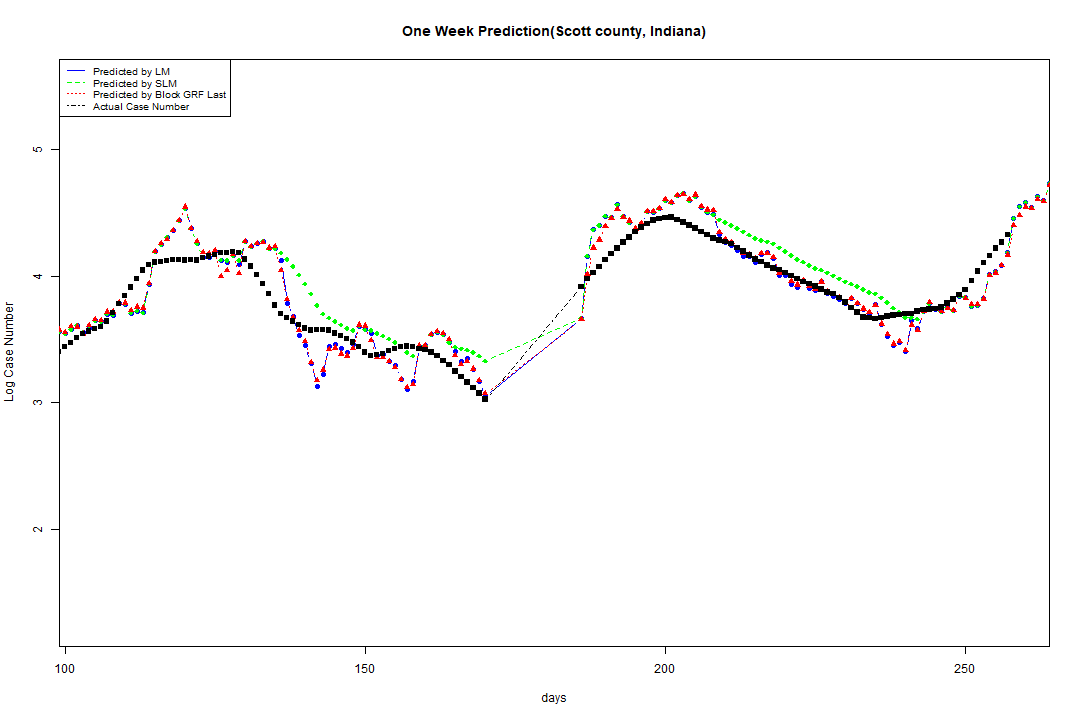 One Week Prediction(Scott county, Indiana)
Predicted by LM
Predicted by SLM
Predicted by Block GRF Last
Actual Case Number
5
4
3
2
Log Case Number
100
150
200
250
days